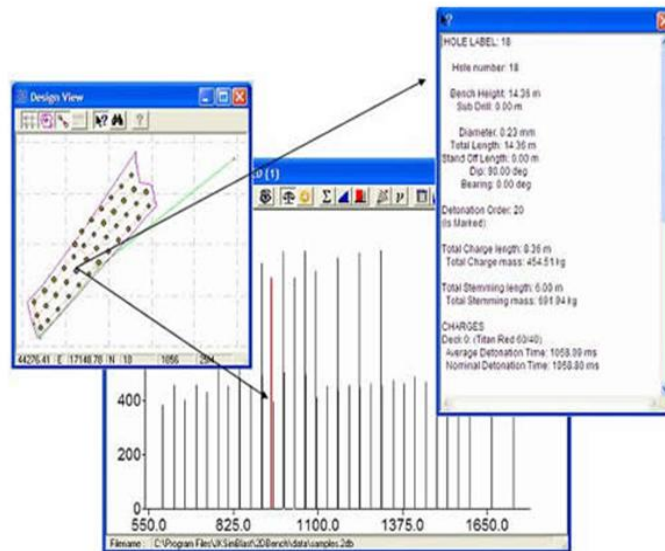 Design View
44276.41 E 17148.70 N 18 1056 29/4
D (1)
Σ
400
200
0
550.0 825.0 1100.0 1375.0 1650.0
Filename : C:\Program Files\JKSimBlast\2DBench\data\samples.2db
HOLE LABEL: 18
Hole number: 18
Bench Height: 14.36 m
Sub Drill: 0.00 m
Diameter: 0.23 mm
Total Length: 14.36 m
Stand Off Length: 0.00 m
Dip: 90.00 deg
Bearing: 0.00 deg
Detonation Order: 20
(Is Marked)
Total Charge length: 8.36 m
Total Charge mass: 454.51 kg
Total Stemming length: 6.00 m
Total Stemming mass: 691.94 kg
CHARGES
Deck 0: (Titan Red 60/40)
Average Detonation Time: 1058.99 ms
Nominal Detonation Time: 1058.80 ms